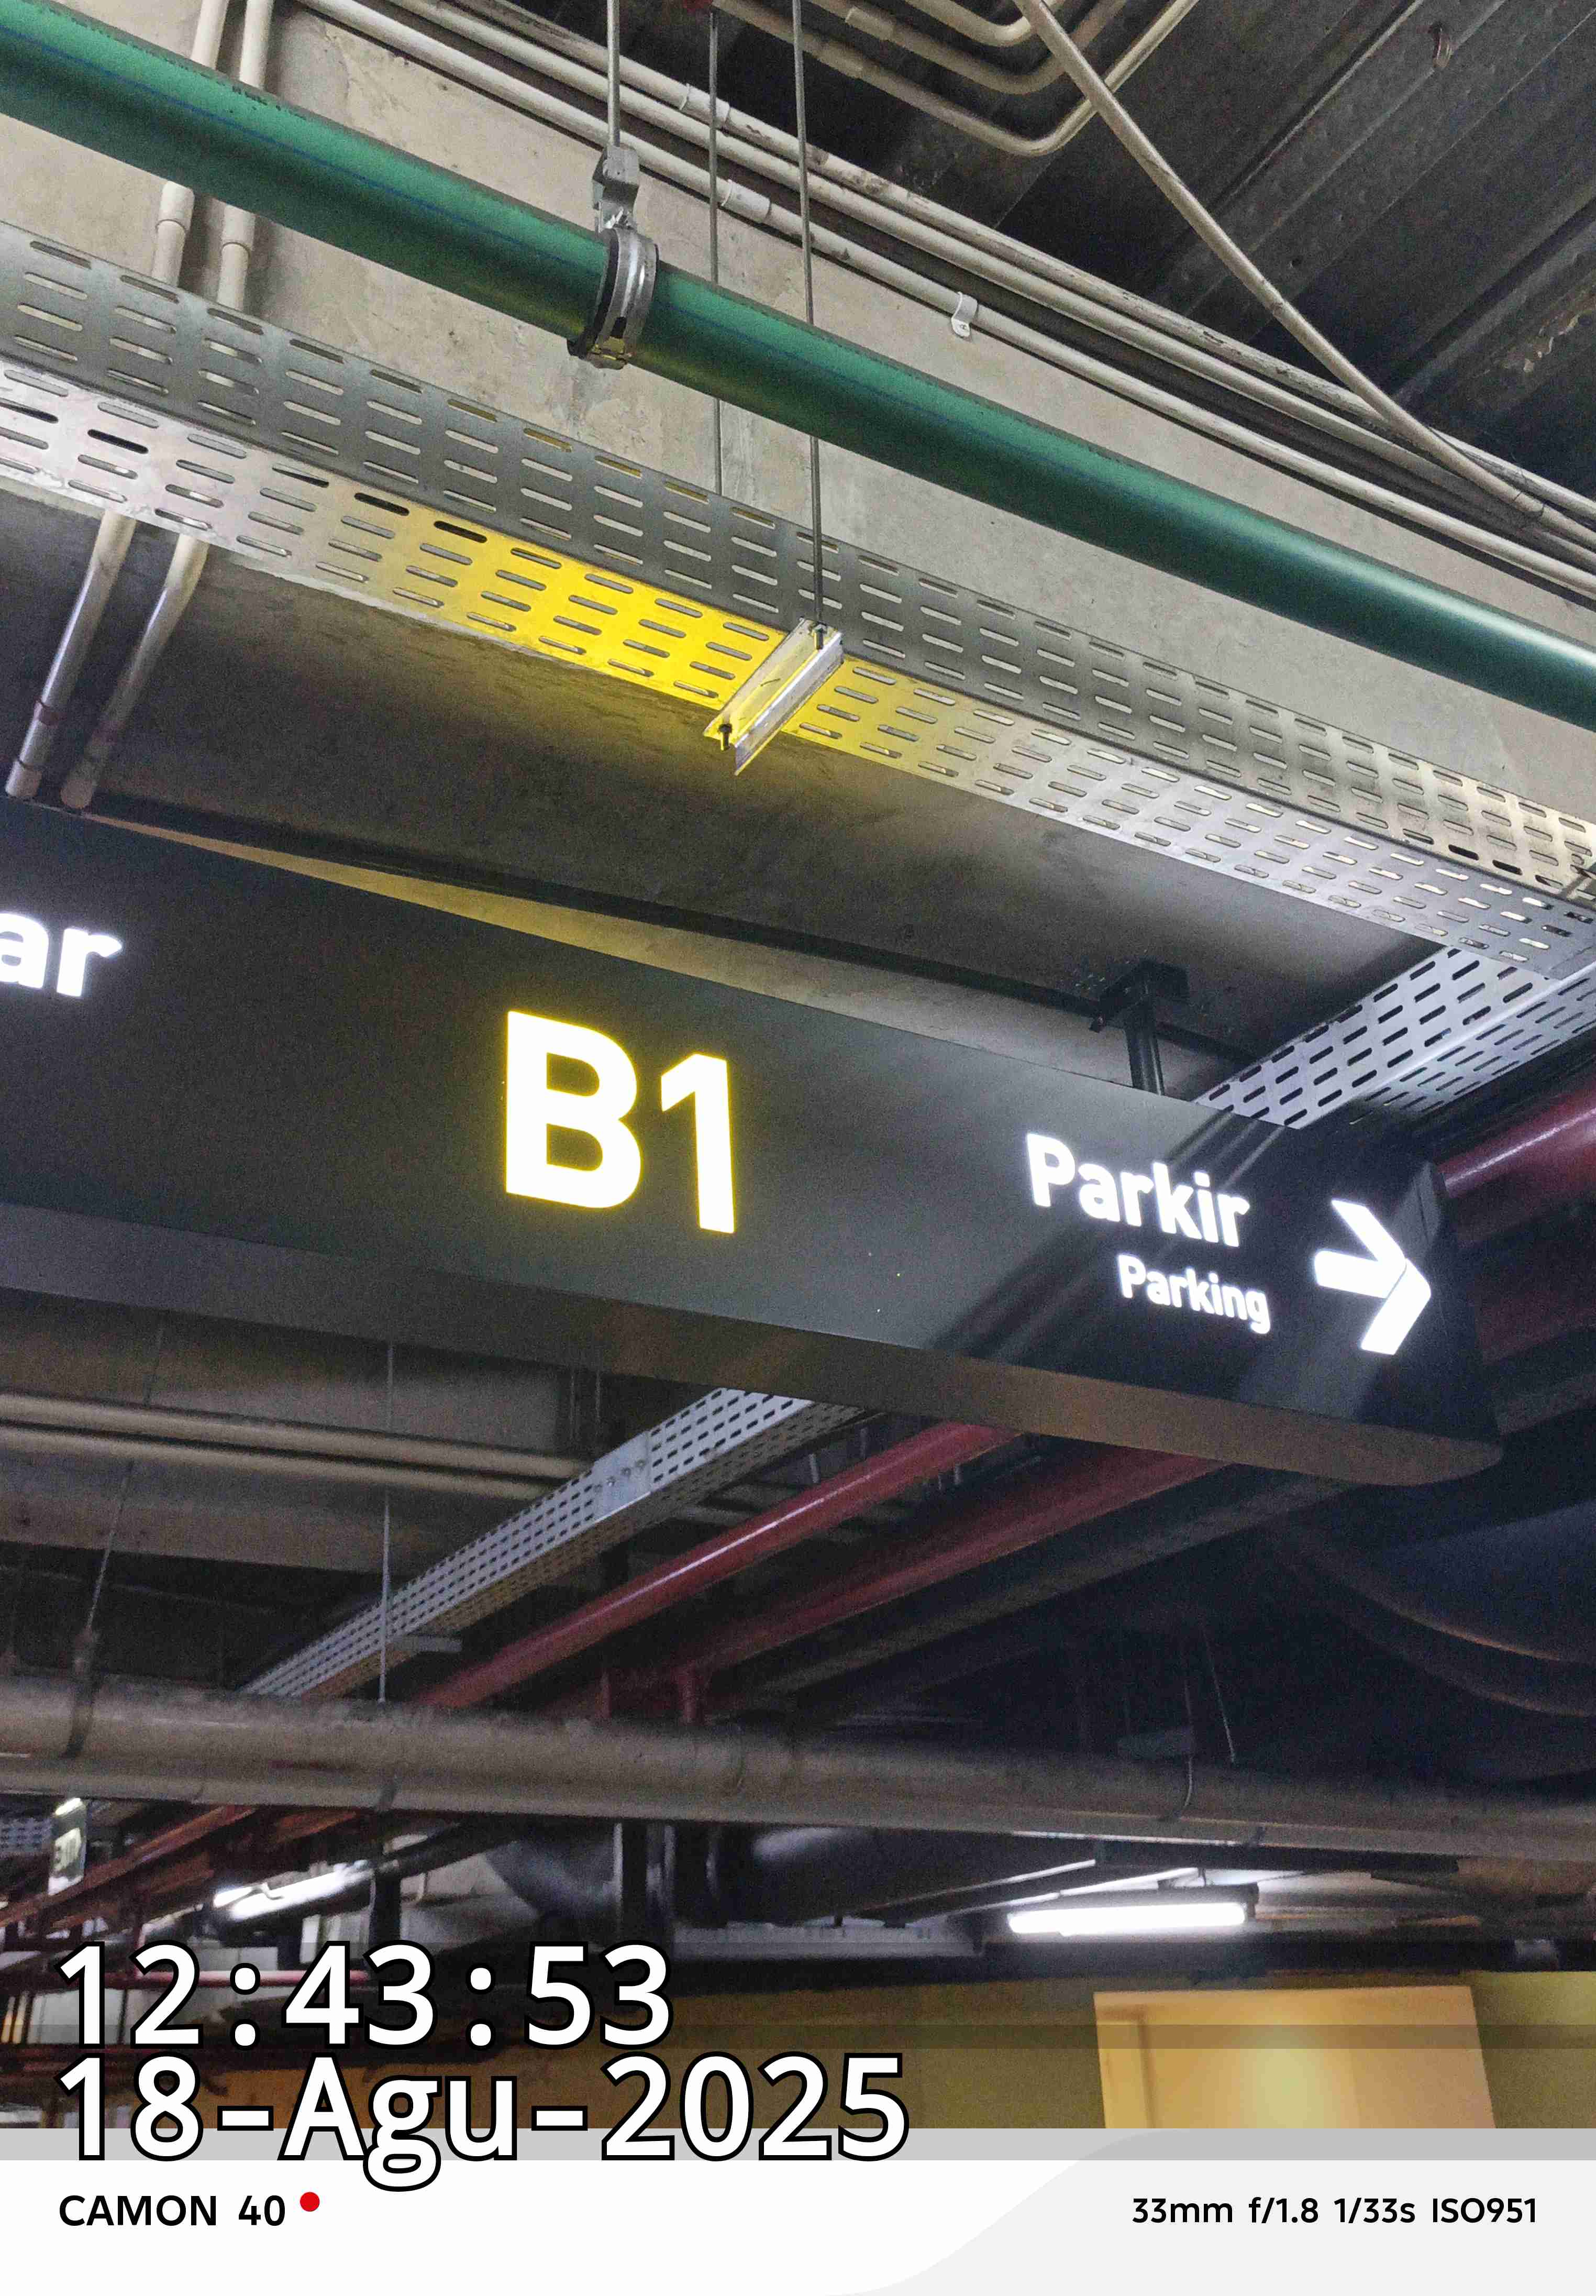 ar
B1
Parkir
Parking
12:43:53
18-Agu-2025
CAMON 40
33mm f/1.8 1/33s ISO951